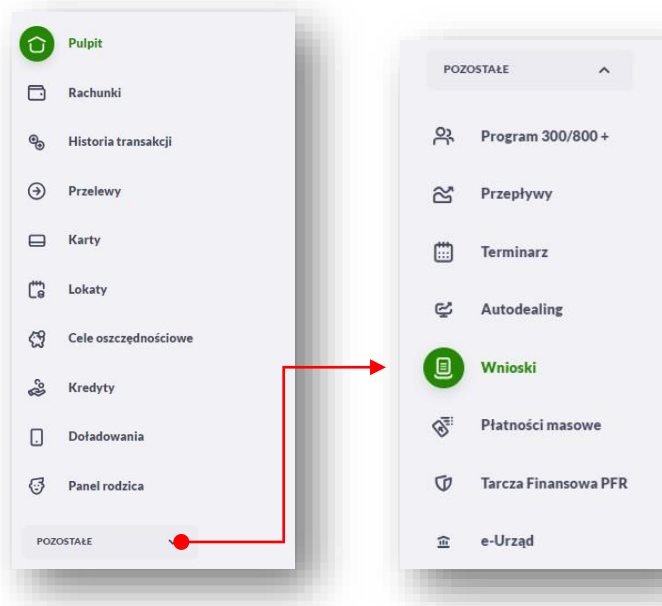 Pulpit
Rachunki
Historia transakcji
Przelewy
Karty
Lokaty
Cele oszczędnościowe
Kredyty
Doładowania
Panel rodzica
POZOSTAŁE
POZOSTAŁE
Program 300/800 +
Przepływy
Terminarz
Autodealing
Wnioski
Płatności masowe
Tarcza Finansowa PFR
e-Urząd